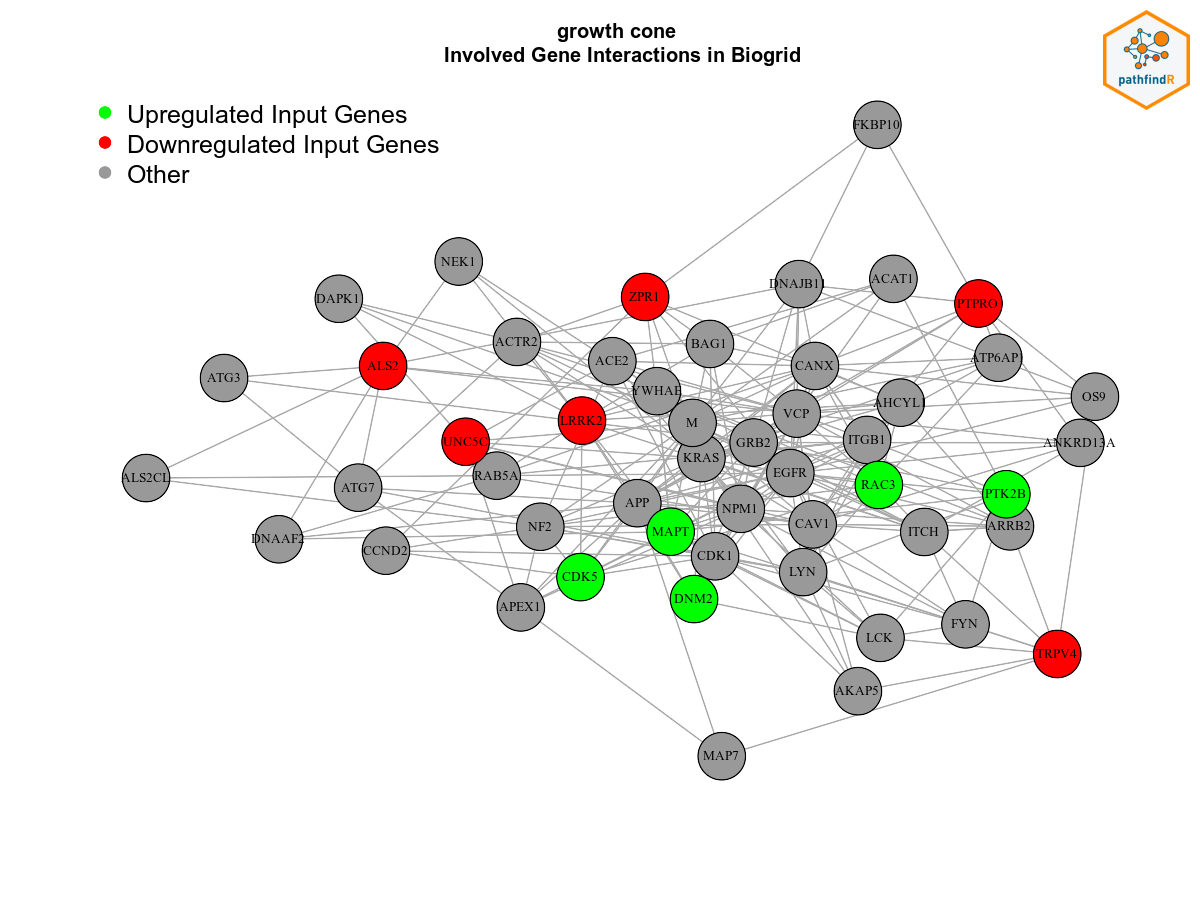 growth cone
Involved Gene Interactions in Biogrid
pathfindR
Upregulated Input Genes
Downregulated Input Genes
Other
FKBP10
NEK1
DNAJB11
ACAT1
DAPK1
ZPR1
PTPRO
ACTR2
BAG1
ACE2
ATP6AP
ALS2
CANX
ATG3
YWHAE
OS9
AHCYL1
VCP
LRRK2
M
ITGB1
UNC5C
GRB2
ANKRD13A
KRAS
EGFR
RAB5A
ALS2CL
ATG7
RAC3
PTK2B
APP
NPM1
CAV1
ARRB2
NF2
MAPT
ITCH
DNAAF2
CCND2
CDK1
LYN
CDK5
DNM2
APEX1
FYN
LCK
TRPV4
AKAP5
MAP7